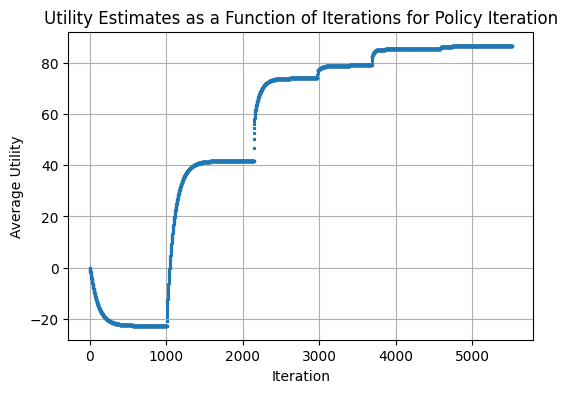 Utility Estimates as a Function of Iterations for Policy Iteration
80
60
40
20
0
−20
Average Utility
0 1000 2000 3000 4000 5000
Iteration